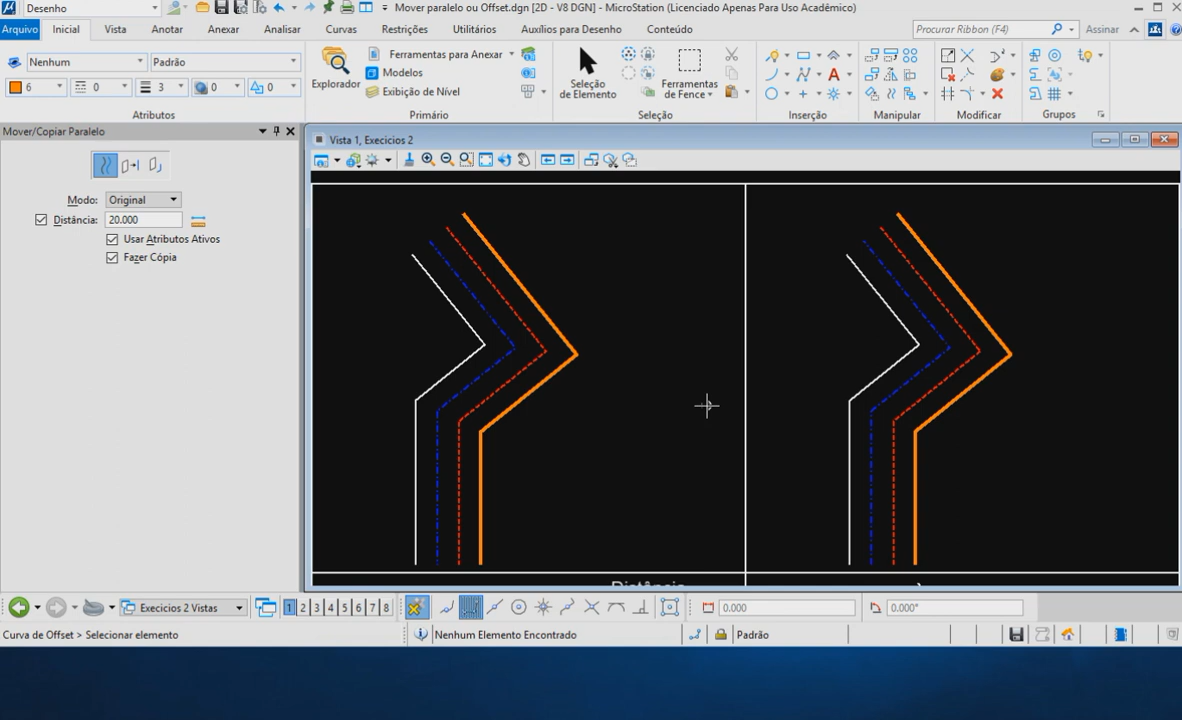 Desenho
Mover paralelo ou Offset.dgn [2D - V8 DGN] - MicroStation (Licenciado Apenas Para Uso Acadêmico)
Arquivo Inicial Vista Anotar Anexar Analisar Curvas Restrições Utilitários Auxílios para Desenho Conteúdo
Procurar Ribbon (F4)
Assinar
Nenhum
Padrão
6 0 3 0 0
Atributos
Explorador
Ferramentas para Anexar
Modelos
Exibição de Nível
Primário
Seleção de Elemento
Ferramentas de Fence
Seleção
Inserção
Manipular
Modificar
Grupos
Mover/Copiar Paralelo
Modo: Original
Distância: 20.000
Usar Atributos Ativos
Fazer Cópia
Vista 1, Execicios 2
Execicios 2 Vistas
1 2 3 4 5 6 7 8
0.000
0.000°
Curva de Offset > Selecionar elemento
Nenhum Elemento Encontrado
Padrão